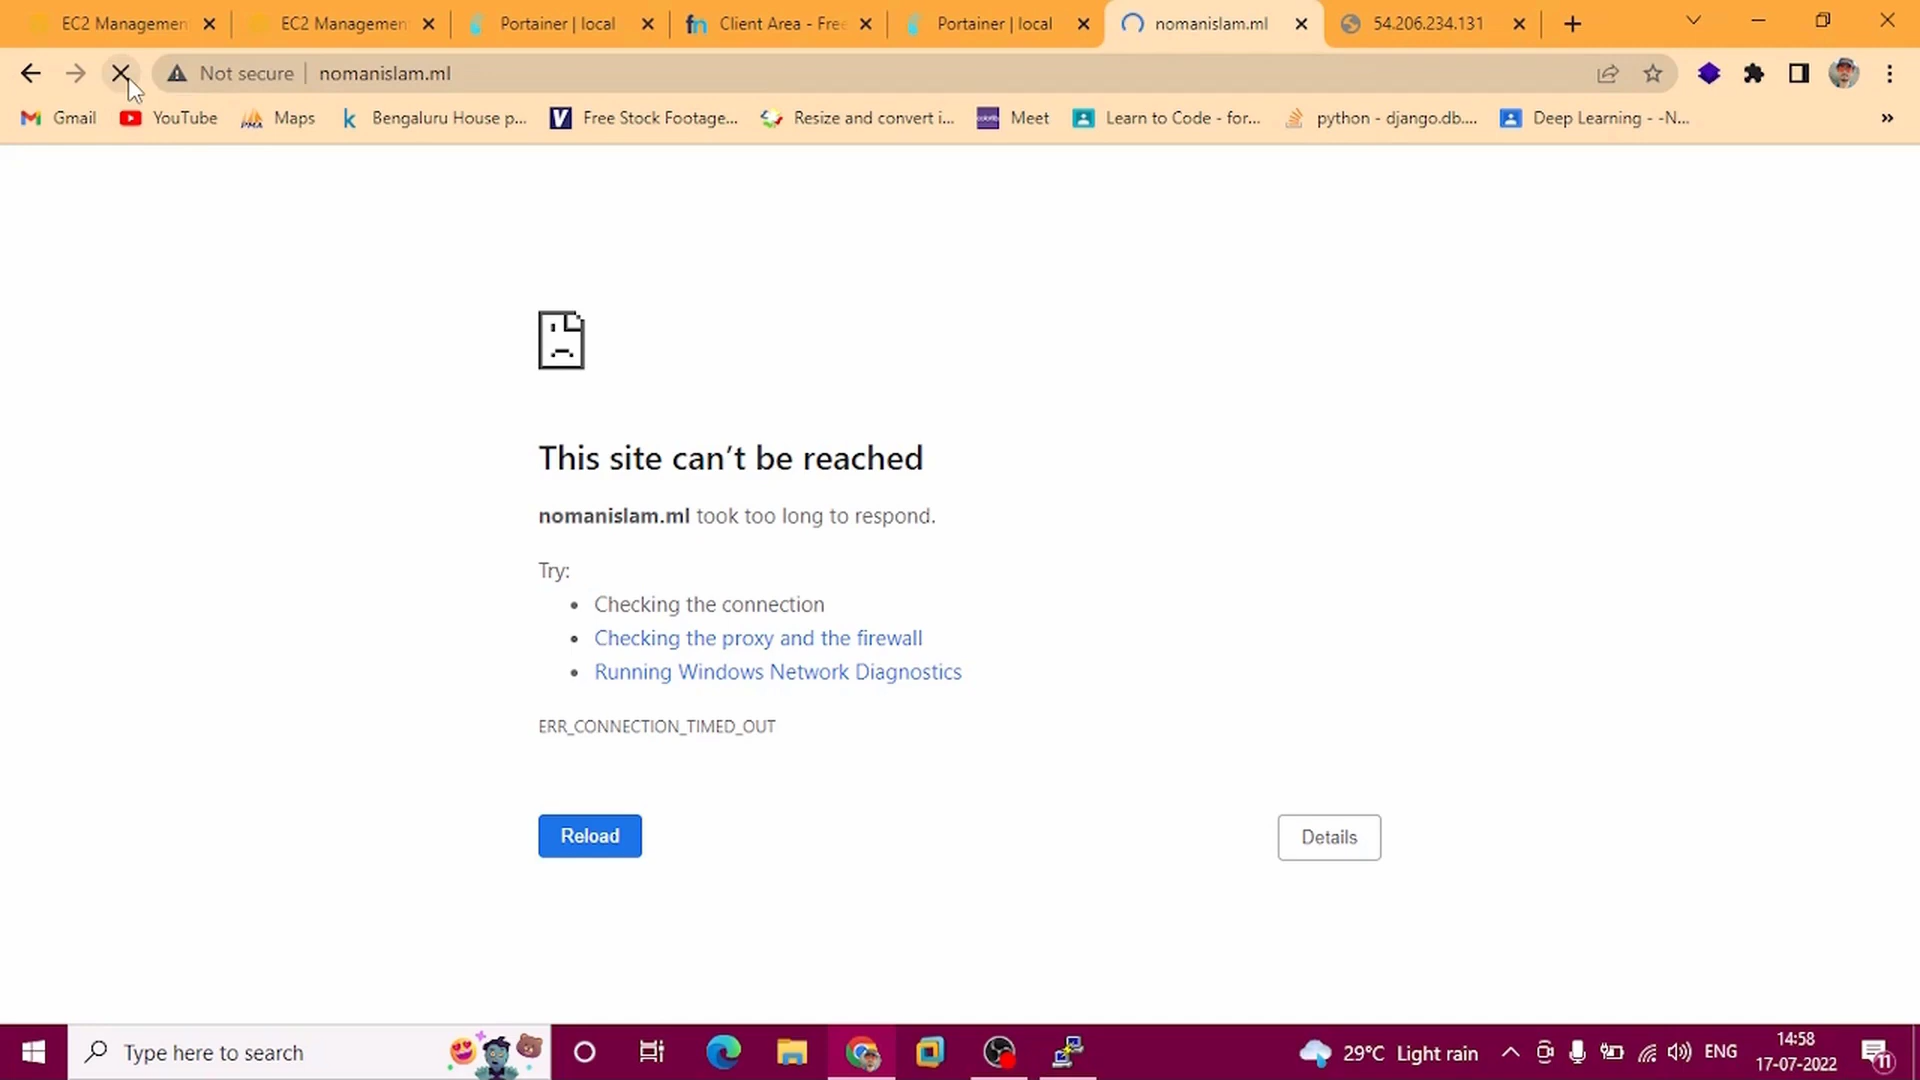 EC2 Management
EC2 Management
Portainer | local
Client Area - Free
Portainer | local
nomanislam.ml
54.206.234.131
Not secure
nomanislam.ml
Gmail
YouTube
Maps
Bengaluru House p...
Free Stock Footage...
Resize and convert i...
Meet
Learn to Code - for...
python - django.db....
Deep Learning - -N...
»
This site can't be reached
nomanislam.ml took too long to respond.
Try:
• Checking the connection
• Checking the proxy and the firewall
• Running Windows Network Diagnostics
ERR_CONNECTION_TIMED_OUT
Reload
Details
Type here to search
29°C Light rain
ENG
14:58
17-07-2022
11